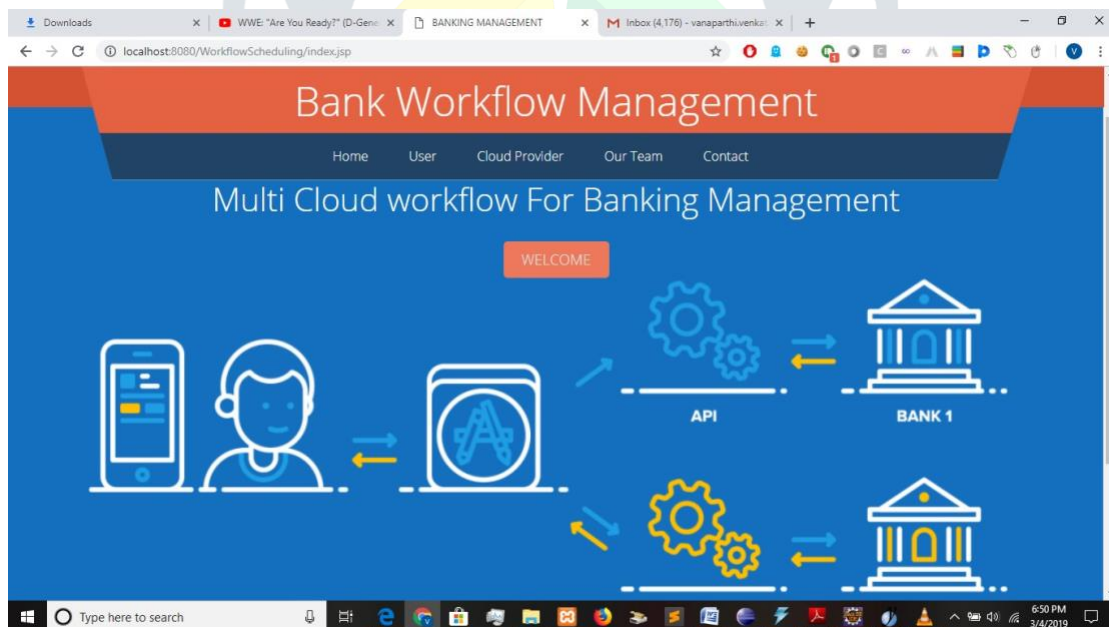 Downloads
WWE: "Are You Ready?" (D-Gene
BANKING MANAGEMENT
Inbox (4,176) - vanaparthi.venkat
localhost:8080/WorkflowScheduling/index.jsp
Bank Workflow Management
Home User Cloud Provider Our Team Contact
Multi Cloud workflow For Banking Management
WELCOME
API
BANK 1
Type here to search
6:50 PM
3/4/2019